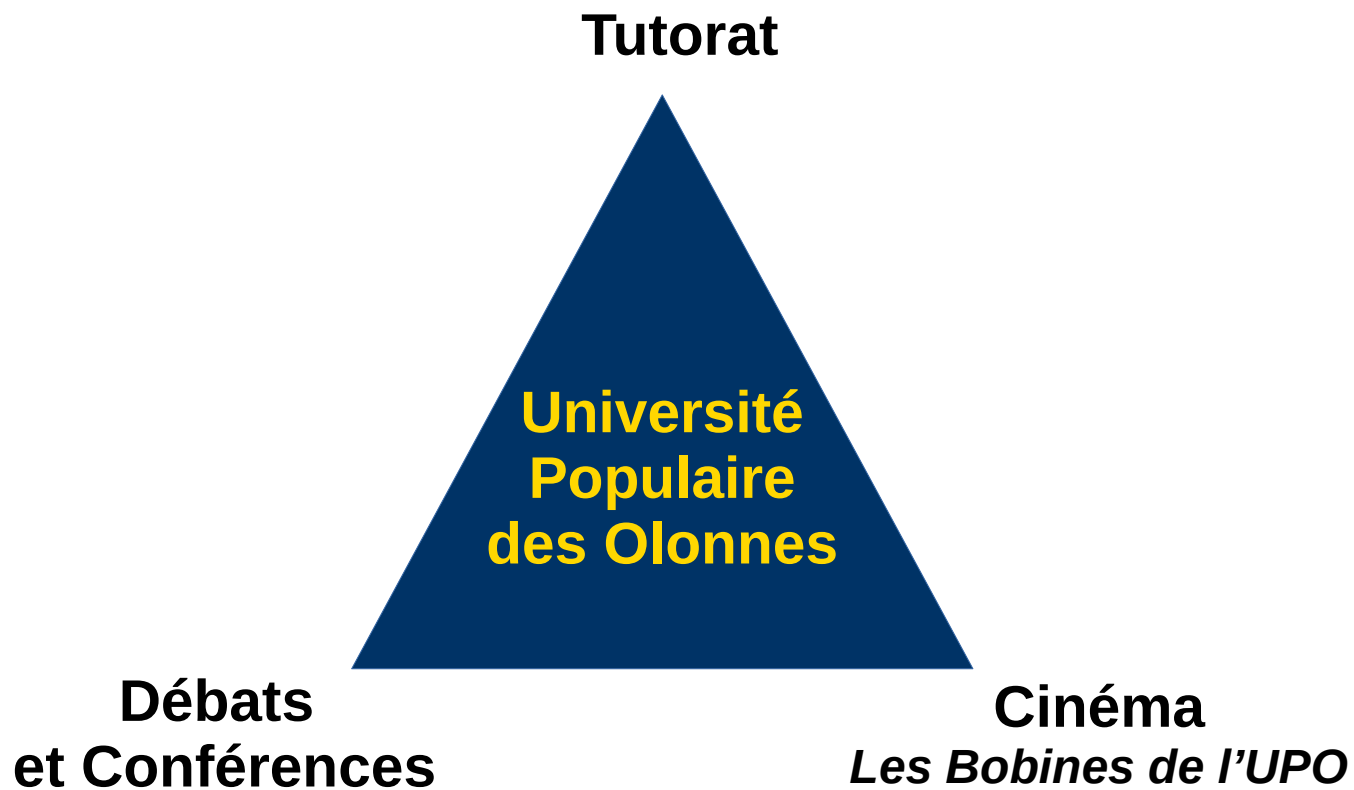 Tutorat
Université
Populaire
des Olonnes
Débats
et Conférences
Cinéma
Les Bobines de l’UPO